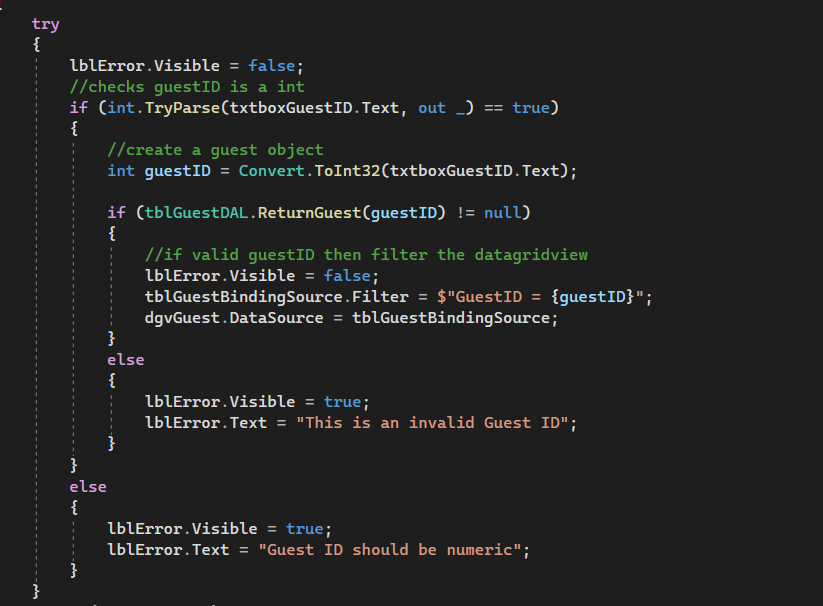 try
{
lblError.Visible = false;
//checks guestID is a int
if (int.TryParse(txtboxGuestID.Text, out _) == true)
{
//create a guest object
int guestID = Convert.ToInt32(txtboxGuestID.Text);
if (tblGuestDAL.ReturnGuest(guestID) != null)
{
//if valid guestID then filter the datagridview
lblError.Visible = false;
tblGuestBindingSource.Filter = $"GuestID = {guestID}";
dgvGuest.DataSource = tblGuestBindingSource;
}
else
{
lblError.Visible = true;
lblError.Text = "This is an invalid Guest ID";
}
}
else
{
lblError.Visible = true;
lblError.Text = "Guest ID should be numeric";
}
}